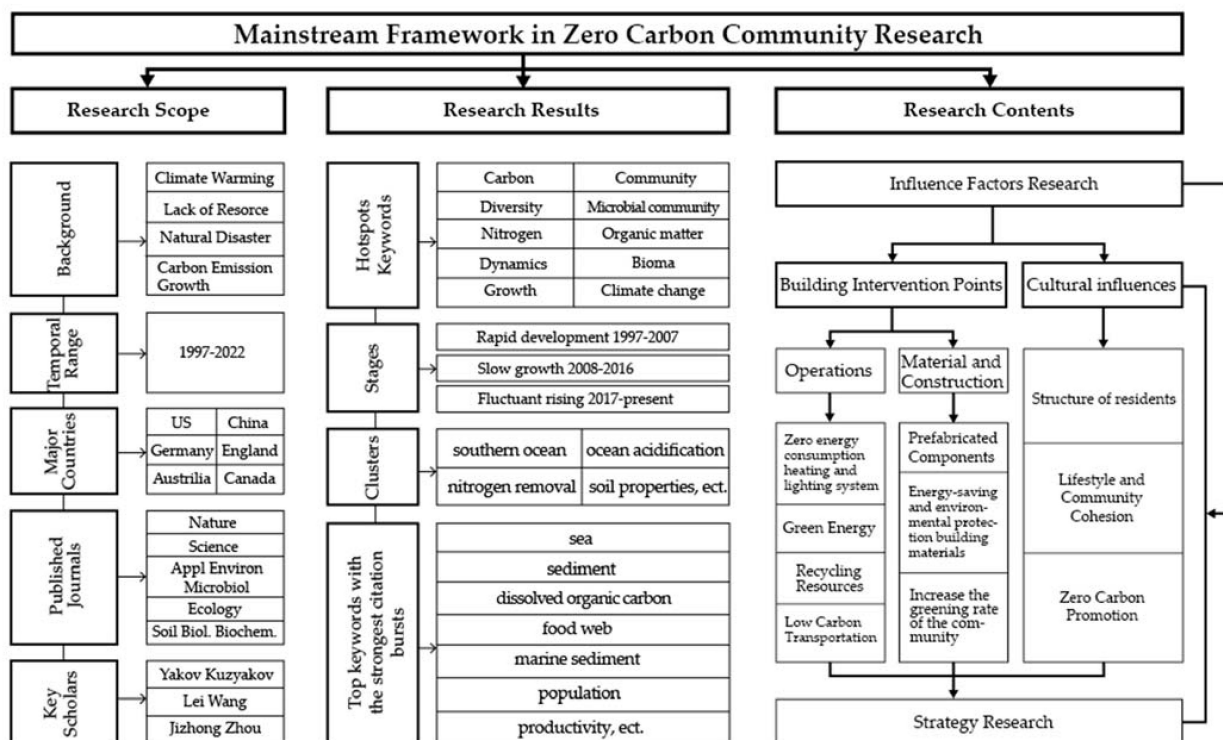 Mainstream Framework in Zero Carbon Community Research
Research Scope
Background
Climate Warming
Lack of Resorce
Natural Disaster
Carbon Emission
Growth
Temporal
Range
1997-2022
Major
Countries
US
China
Germany
England
Austrilia
Canada
Published
Journals
Nature
Science
Appl Environ
Microbiol
Ecology
Soil Biol. Biochem.
Key
Scholars
Yakov Kuzyakov
Lei Wang
Jizhong Zhou
Research Results
Hotspots
Keywords
Carbon
Community
Diversity
Microbial community
Nitrogen
Organic matter
Dynamics
Bioma
Growth
Climate change
Stages
Rapid development 1997-2007
Slow growth 2008-2016
Fluctuant rising 2017-present
Clusters
southern ocean
ocean acidification
nitrogen removal
soil properties, ect.
Top keywords with
the strongest citation
bursts
sea
sediment
dissolved organic carbon
food web
marine sediment
population
productivity, ect.
Research Contents
Influence Factors Research
Building Intervention Points
Cultural influences
Operations
Material and
Construction
Zero energy
consumption
heating and
lighting system
Green Energy
Recycling
Resources
Low Carbon
Transportation
Prefabricated
Components
Energy-saving
and environ-
mental protec-
tion building
materials
Increase the
greening rate
of the com-
munity
Structure of residents
Lifestyle and
Community
Cohesion
Zero Carbon
Promotion
Strategy Research